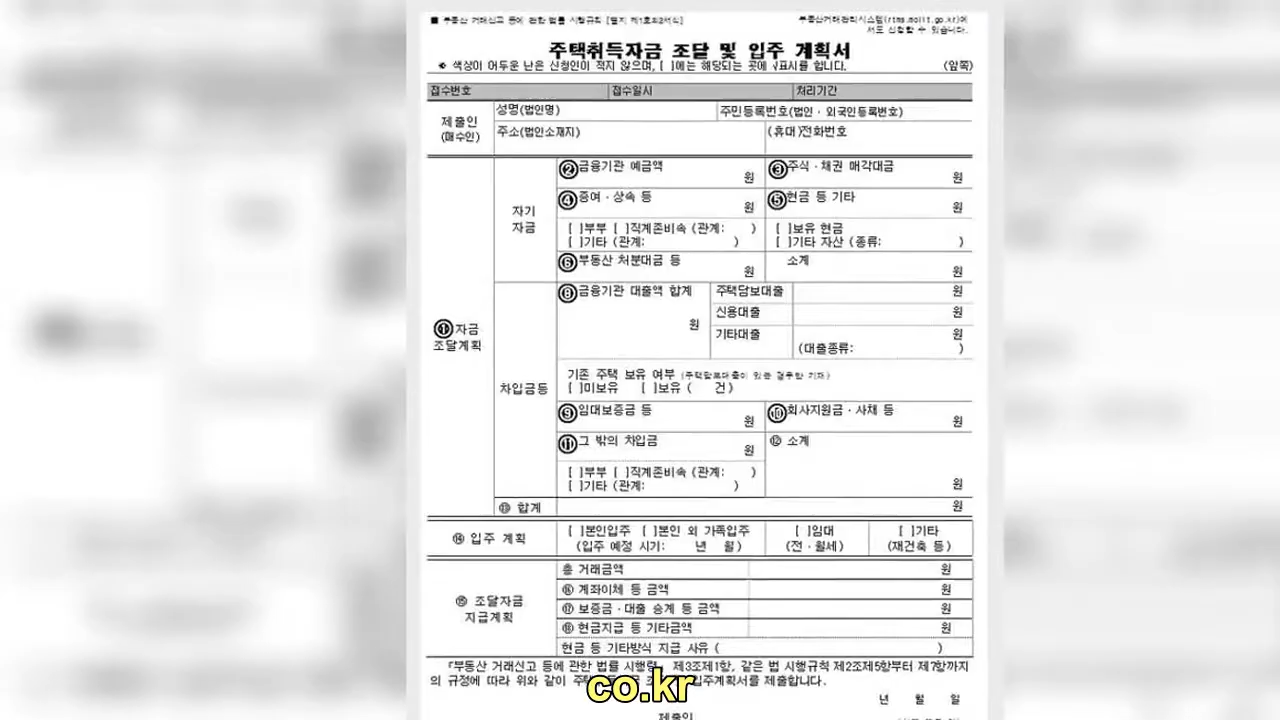 ■ 부동산 거래신고 등에 관한 법률 시행규칙 [별지 제1호의3서식]
부동산거래관리시스템(rtms.molit.go.kr)에
서도 신청할 수 있습니다.
주택취득자금 조달 및 입주 계획서
색상이 어두운 난은 신청인이 적지 않으며, [ ]에는 해당되는 곳에 √표시를 합니다. (앞쪽)
접수번호 접수일시 처리기간
제출인
(매수인)
성명(법인명) 주민등록번호(법인ㆍ외국인등록번호)
주소(법인소재지) (휴대)전화번호
① 자금
조달계획
자기
자금
② 금융기관 예금액 원
③ 주식ㆍ채권 매각대금 원
④ 증여ㆍ상속 등 원
⑤ 현금 등 기타 원
[ ]부부 [ ]직계존비속 (관계: )
[ ]기타 (관계: )
[ ]보유 현금
[ ]기타 자산 (종류: )
⑥ 부동산 처분대금 등 원
소계 원
차입금등
⑧ 금융기관 대출액 합계 원
주택담보대출 원
신용대출 원
기타대출 원
(대출종류: )
기존 주택 보유 여부 (주택담보대출이 있는 경우만 기재)
[ ]미보유 [ ]보유 ( 건)
⑨ 임대보증금 등 원
⑩ 회사지원금ㆍ사채 등 원
⑪ 그 밖의 차입금 원
⑫ 소계
[ ]부부 [ ]직계존비속 (관계: )
[ ]기타 (관계: )
원
⑬ 합계 원
⑭ 입주 계획
[ ]본인입주 [ ]본인 외 가족입주
(입주 예정 시기: 년 월)
[ ]임대
(전ㆍ월세)
[ ]기타
(재건축 등)
⑮ 조달자금
지급계획
총 거래금액 원
⑯ 계좌이체 등 금액 원
⑰ 보증금ㆍ대출 승계 등 금액 원
⑱ 현금지급 등 기타금액 원
현금 등 기타방식 지급 사유 ( )
「부동산 거래신고 등에 관한 법률 시행령」 제3조제1항, 같은 법 시행규칙 제2조제5항부터 제7항까지
의 규정에 따라 위와 같이 입주계획서를 제출합니다.
co.kr
년 월 일
제출인